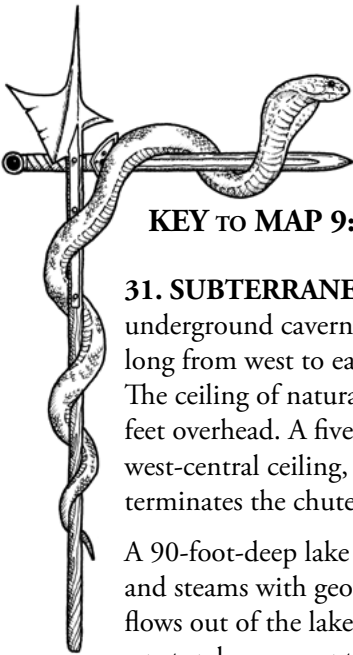 KEY TO MAP 9:
31. SUBTERRANE
underground cavern
long from west to ea
The ceiling of natura
feet overhead. A five
west-central ceiling,
terminates the chute
A 90-foot-deep lake
and steams with geo
flows out of the lake